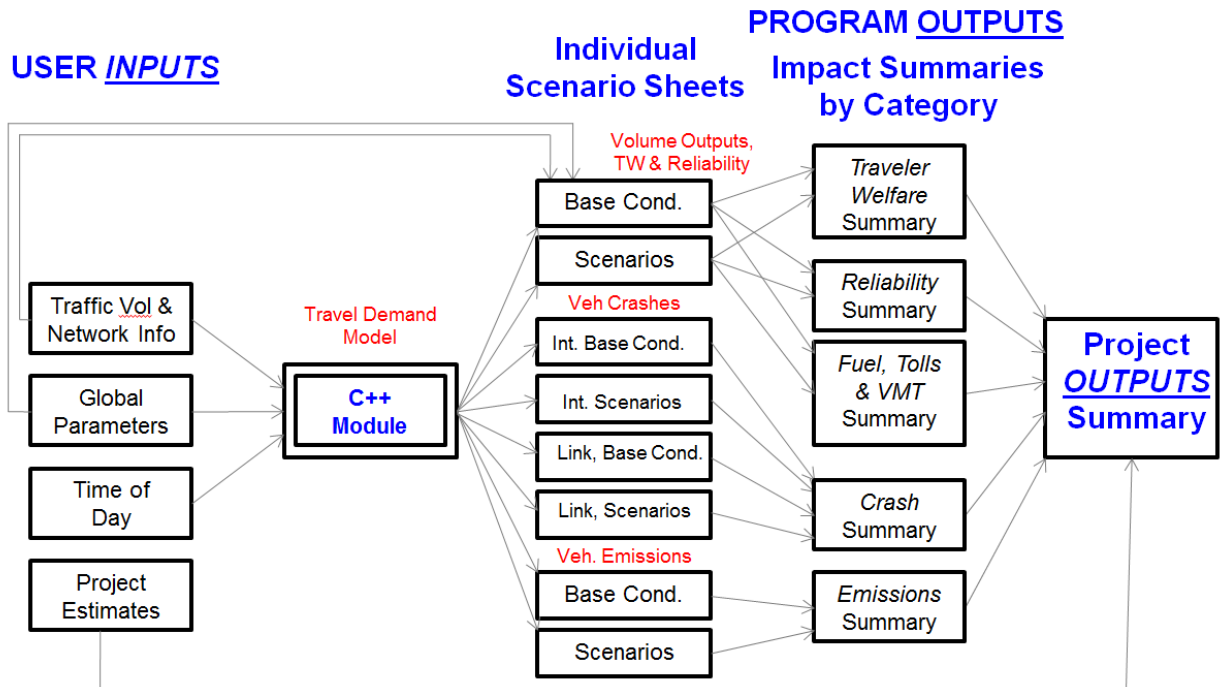 USER INPUTS
Individual
Scenario Sheets
PROGRAM OUTPUTS
Impact Summaries
by Category
Traffic Vol &
Network Info
Global
Parameters
Time of
Day
Project
Estimates
Travel Demand
Model
C++
Module
Volume Outputs,
TW & Reliability
Base Cond.
Scenarios
Veh Crashes
Int. Base Cond.
Int. Scenarios
Link, Base Cond.
Link, Scenarios
Veh. Emissions
Base Cond.
Scenarios
Traveler
Welfare
Summary
Reliability
Summary
Fuel, Tolls
& VMT
Summary
Crash
Summary
Emissions
Summary
Project
OUTPUTS
Summary